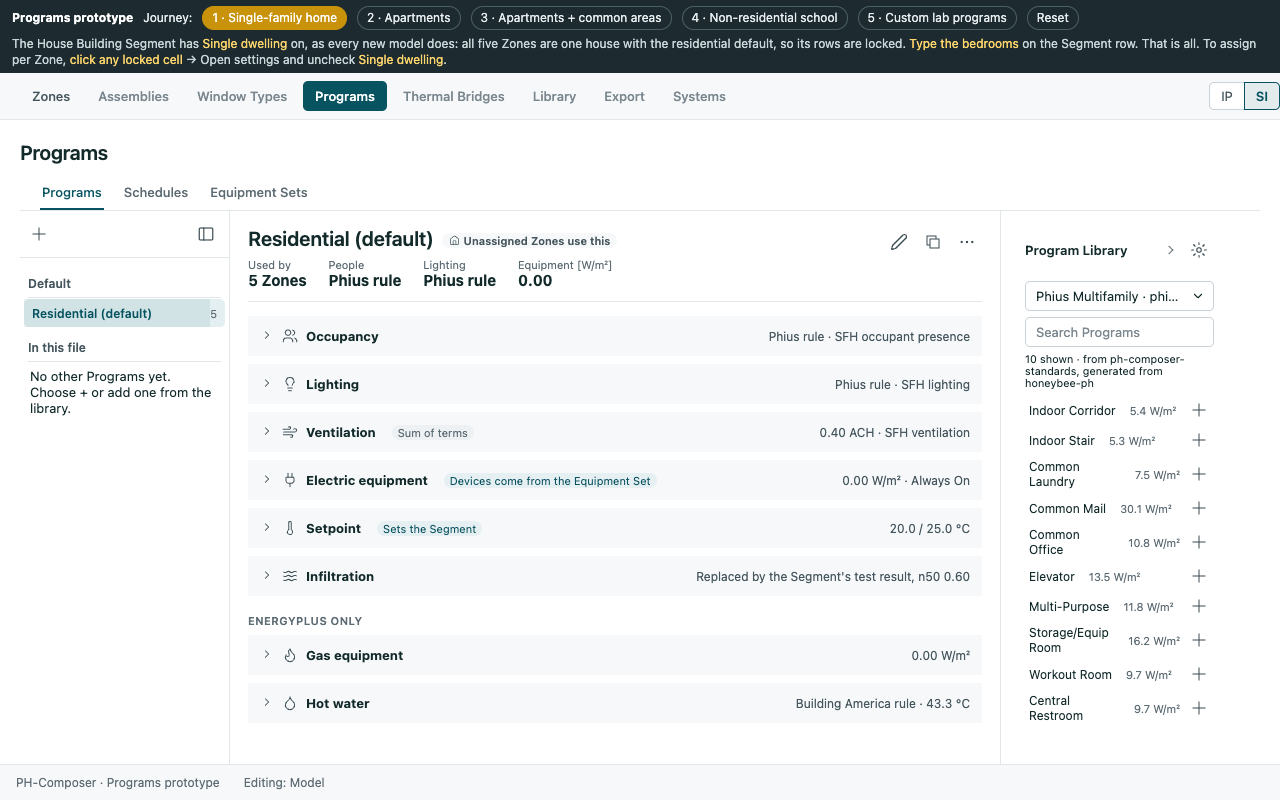 Programs prototype Journey: 1 · Single-family home 2 · Apartments 3 · Apartments + common areas 4 · Non-residential school 5 · Custom lab programs Reset
The House Building Segment has Single dwelling on, as every new model does: all five Zones are one house with the residential default, so its rows are locked. Type the bedrooms on the Segment row. That is all. To assign
per Zone, click any locked cell → Open settings and uncheck Single dwelling.
Zones Assemblies Window Types Programs Thermal Bridges Library Export Systems IP SI
Programs
Programs Schedules Equipment Sets
Default
Residential (default) 5
In this file
No other Programs yet.
Choose + or add one from the
library.
Residential (default) Unassigned Zones use this
Used by People Lighting Equipment [W/m²]
5 Zones Phius rule Phius rule 0.00
Occupancy Phius rule · SFH occupant presence
Lighting Phius rule · SFH lighting
Ventilation Sum of terms 0.40 ACH · SFH ventilation
Electric equipment Devices come from the Equipment Set 0.00 W/m² · Always On
Setpoint Sets the Segment 20.0 / 25.0 °C
Infiltration Replaced by the Segment's test result, n50 0.60
ENERGYPLUS ONLY
Gas equipment 0.00 W/m²
Hot water Building America rule · 43.3 °C
Program Library
Phius Multifamily · phi...
Search Programs
10 shown · from ph-composer-
standards, generated from
honeybee-ph
Indoor Corridor 5.4 W/m²
Indoor Stair 5.3 W/m²
Common
Laundry 7.5 W/m²
Common Mail 30.1 W/m²
Common
Office 10.8 W/m²
Elevator 13.5 W/m²
Multi-Purpose 11.8 W/m²
Storage/Equip
Room 16.2 W/m²
Workout Room 9.7 W/m²
Central
Restroom 9.7 W/m²
PH-Composer · Programs prototype Editing: Model